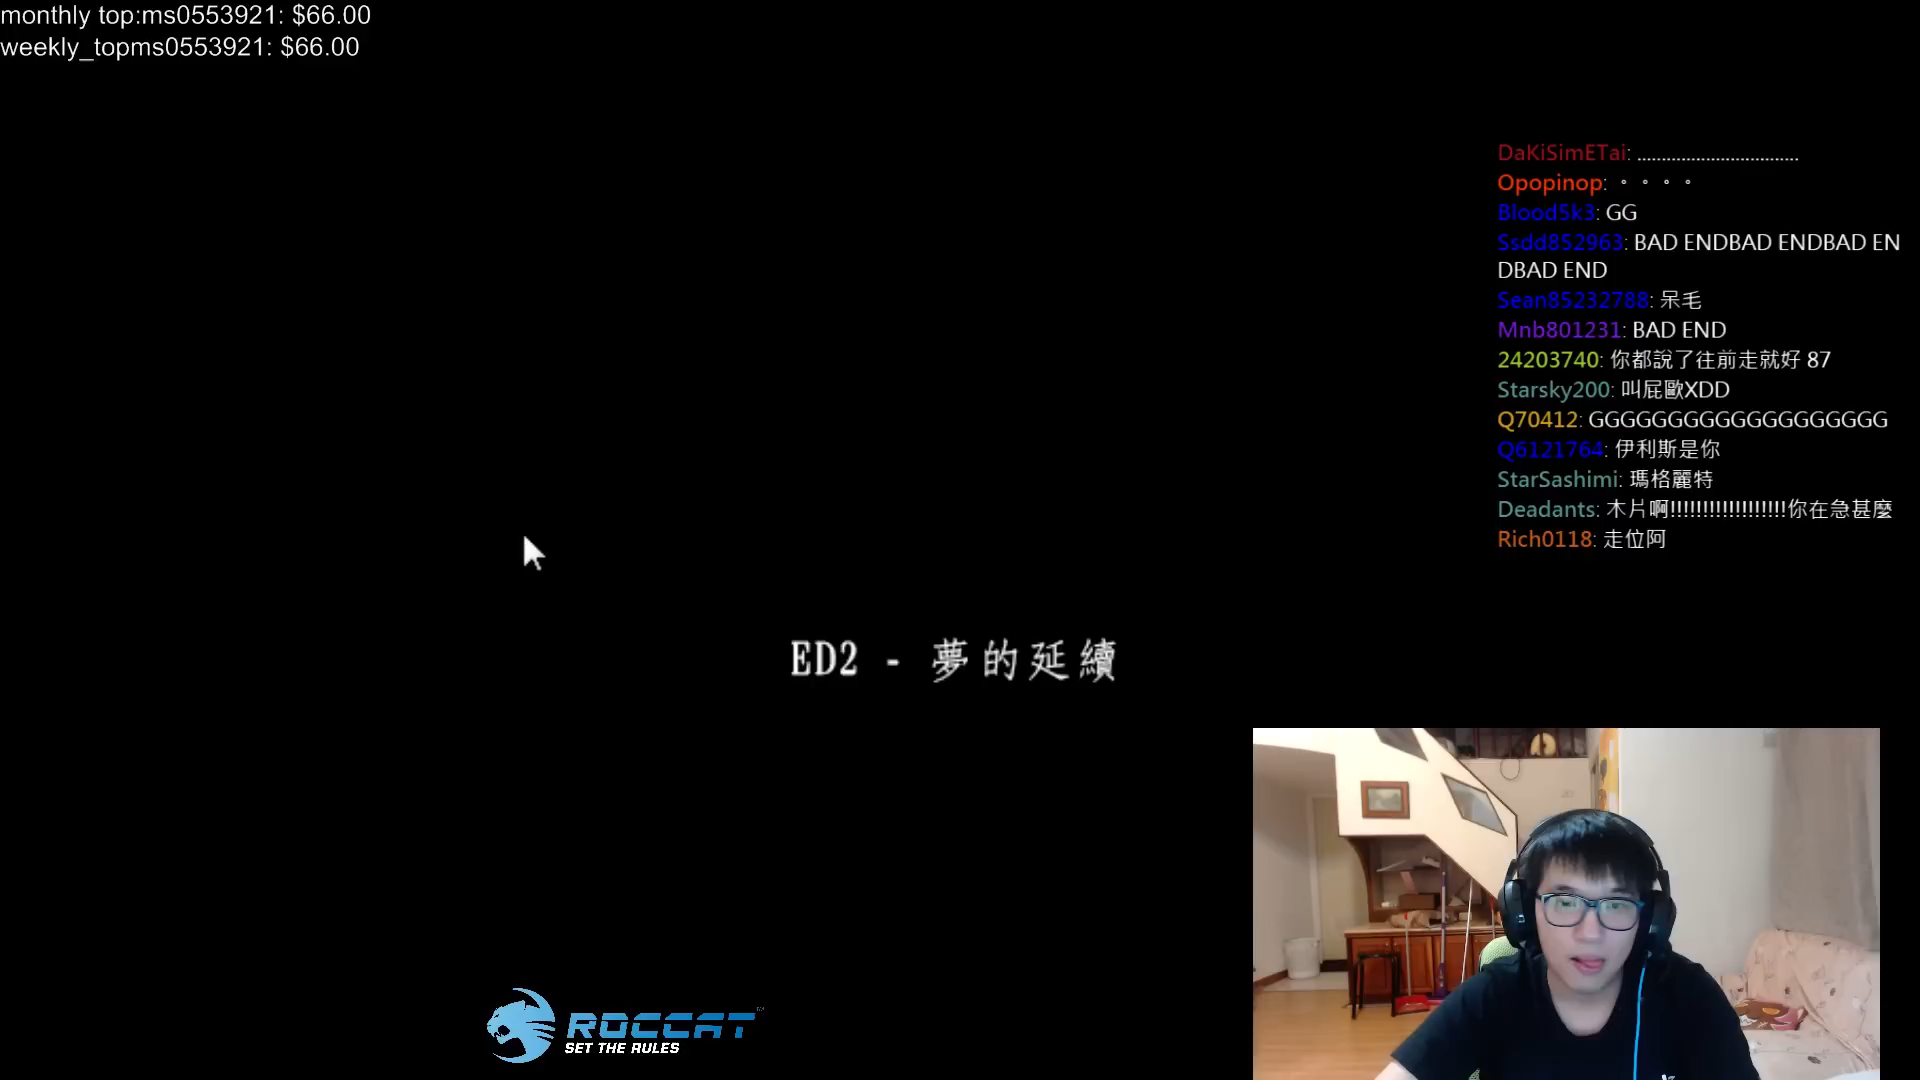 monthly top:ms0553921: $66.00
weekly_topms0553921: $66.00
DaKiSimETai: .................................
Opopinop: 。。。。
Blood5k3: GG
Ssdd852963: BAD ENDBAD ENDBAD EN
DBAD END
Sean85232788: 呆毛
Mnb801231: BAD END
24203740: 你都說了往前走就好 87
Starsky200: 叫屁歐XDD
Q70412: GGGGGGGGGGGGGGGGGGG
Q6121764: 伊利斯是你
StarSashimi: 瑪格麗特
Deadants: 木片啊!!!!!!!!!!!!!!!!!!你在急甚麼
Rich0118: 走位阿
ED2 - 夢的延續
ROCCAT™
SET THE RULES